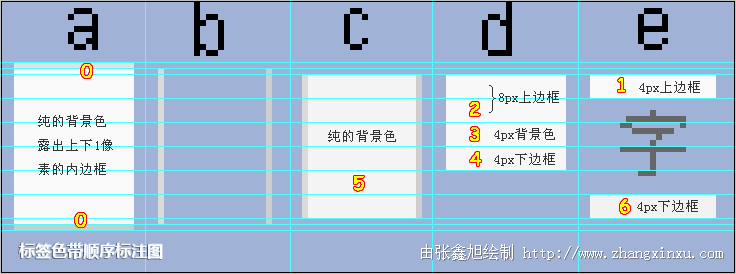 a b c d e
0
纯的背景色
露出上下1像
素的内边框
0
纯的背景色
5
8px上边框
2
3 4px背景色
4 4px下边框
1 4px上边框
字
6 4px下边框
标签色带顺序标注图
由张鑫旭绘制 http://www.zhangxinxu.com/